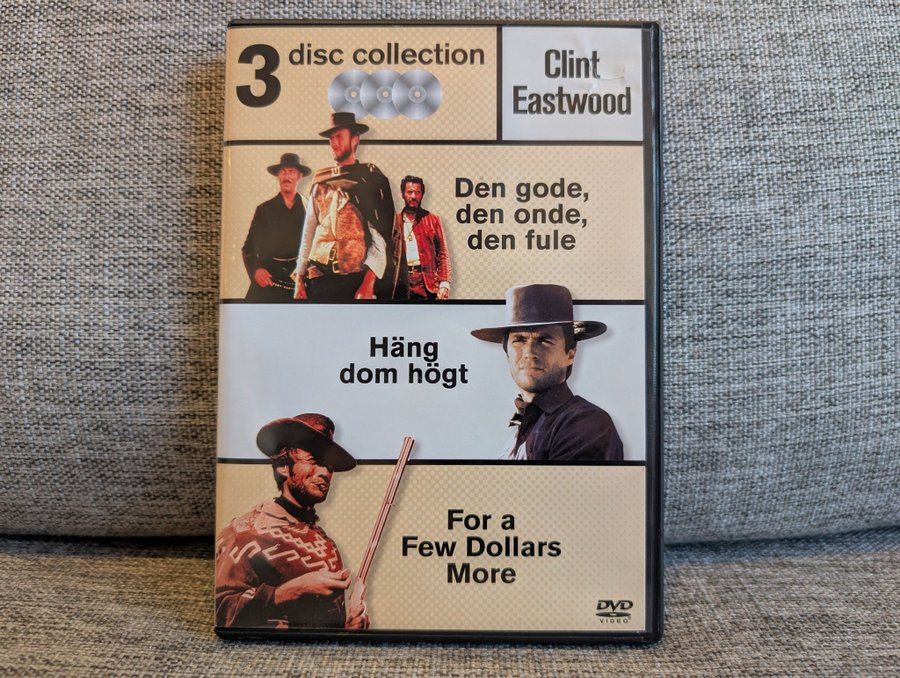 3 disc collection
Clint
Eastwood
Den gode,
den onde,
den fule
Häng
dom högt
For a
Few Dollars
More
DVD
VIDEO